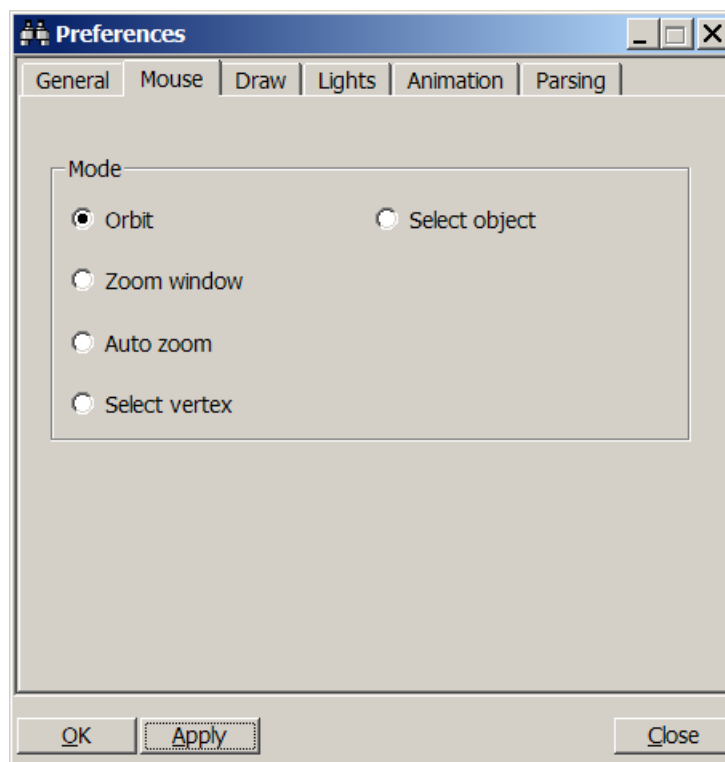 Preferences
General Mouse Draw Lights Animation Parsing
Mode
Orbit Select object
Zoom window
Auto zoom
Select vertex
OK Apply Close